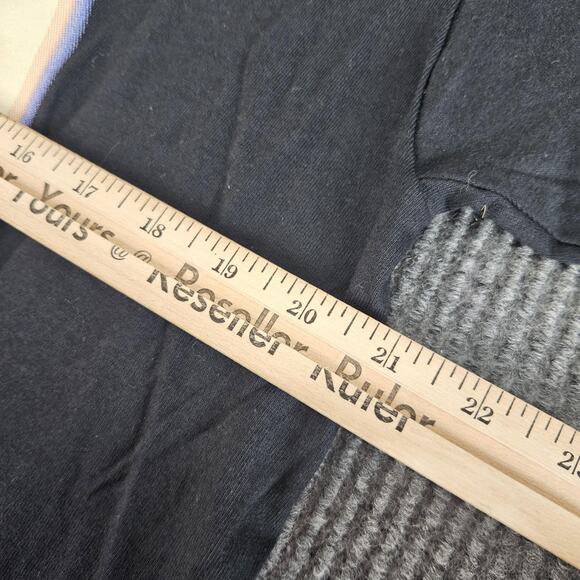 16 17 18 19 20 21 22
Yours @@ Reseller Ruler